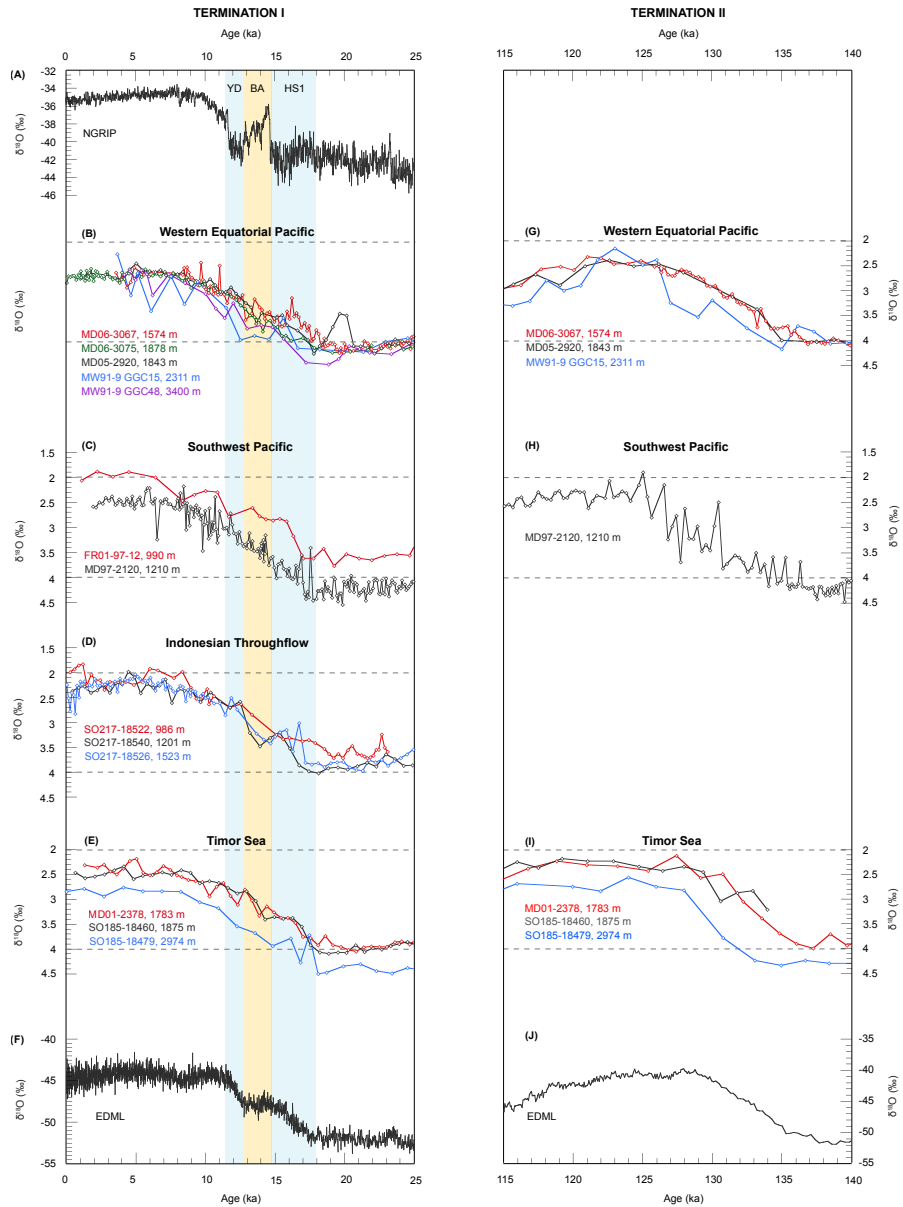 TERMINATION I
Age (ka)
0 5 10 15 20 25
(A)
-32
-34
-36
-38
-40
-42
-44
-46
δ¹⁸O (‰)
YD BA HS1
NGRIP
(B) Western Equatorial Pacific
δ¹⁸O (‰)
MD06-3067, 1574 m
MD06-3075, 1878 m
MD05-2920, 1843 m
MW91-9 GGC15, 2311 m
MW91-9 GGC48, 3400 m
(C) Southwest Pacific
1.5
2
2.5
3
3.5
4
4.5
δ¹⁸O (‰)
FR01-97-12, 990 m
MD97-2120, 1210 m
(D) Indonesian Throughflow
1.5
2
2.5
3
3.5
4
4.5
δ¹⁸O (‰)
SO217-18522, 986 m
SO217-18540, 1201 m
SO217-18526, 1523 m
(E) Timor Sea
2
2.5
3
3.5
4
4.5
δ¹⁸O (‰)
MD01-2378, 1783 m
SO185-18460, 1875 m
SO185-18479, 2974 m
(F)
-40
-45
-50
-55
δ¹⁸O (‰)
EDML
0 5 10 15 20 25
Age (ka)
TERMINATION II
Age (ka)
115 120 125 130 135 140
(G) Western Equatorial Pacific
2
2.5
3
3.5
4
4.5
δ¹⁸O (‰)
MD06-3067, 1574 m
MD05-2920, 1843 m
MW91-9 GGC15, 2311 m
(H) Southwest Pacific
1.5
2
2.5
3
3.5
4
4.5
δ¹⁸O (‰)
MD97-2120, 1210 m
(I) Timor Sea
2
2.5
3
3.5
4
4.5
δ¹⁸O (‰)
MD01-2378, 1783 m
SO185-18460, 1875 m
SO185-18479, 2974 m
(J)
-35
-40
-45
-50
-55
δ¹⁸O (‰)
EDML
115 120 125 130 135 140
Age (ka)